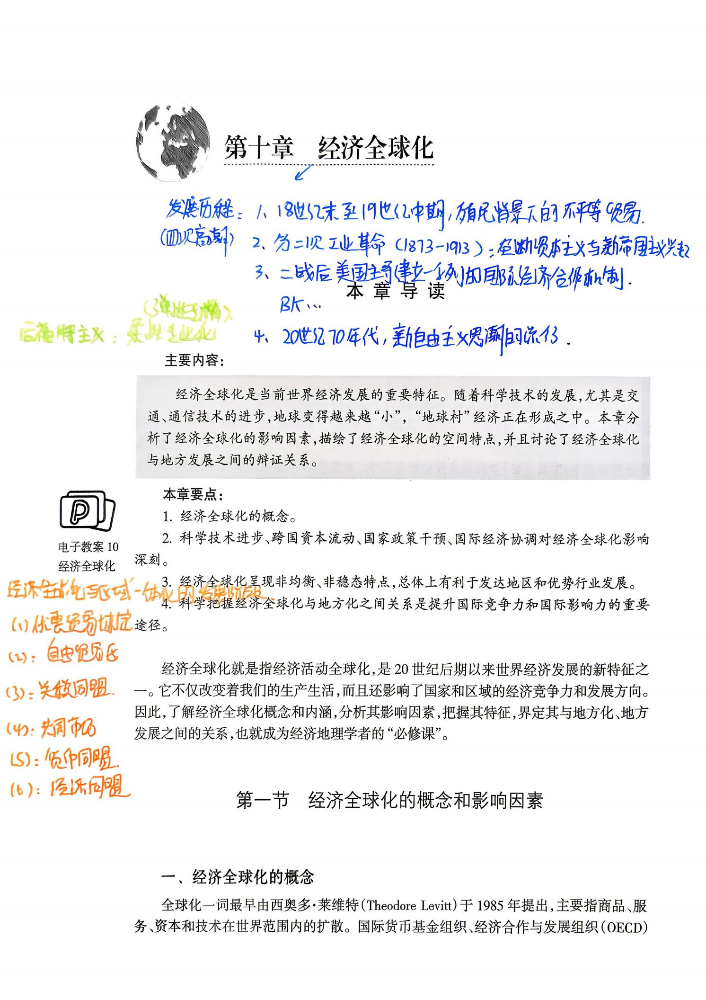 第十章 经济全球化
发展历程：1、18世纪末至19世纪中期，殖民背景下的不平等贸易.
(四次高潮) 2、第二次工业革命（1873-1913）：垄断资本主义与新帝国主义兴起
3、二战后美国主导建立一系列的国际经济合作机制.
本章导读
BK…
后福特主义：柔性专业化
4、20世纪70年代，新自由主义思潮的流行.
主要内容：
经济全球化是当前世界经济发展的重要特征。随着科学技术的发展,尤其是交
通、通信技术的进步,地球变得越来越“小”，“地球村”经济正在形成之中。本章分
析了经济全球化的影响因素,描绘了经济全球化的空间特点,并且讨论了经济全球化
与地方发展之间的辩证关系。
本章要点：
1. 经济全球化的概念。
2. 科学技术进步、跨国资本流动、国家政策干预、国际经济协调对经济全球化影响
深刻。
3. 经济全球化呈现非均衡、非稳态特点,总体上有利于发达地区和优势行业发展。
4. 科学把握经济全球化与地方化之间关系是提升国际竞争力和国际影响力的重要
途径。
电子教案 10
经济全球化
经济全球化与区域一体化的发展阶段.
(1)优惠贸易协定
(2)：自由贸易区
(3)：关税同盟.
(4)：共同市场
(5)：货币同盟.
(6)：经济同盟
经济全球化就是指经济活动全球化,是 20 世纪后期以来世界经济发展的新特征之
一。它不仅改变着我们的生产生活,而且还影响了国家和区域的经济竞争力和发展方向。
因此,了解经济全球化概念和内涵,分析其影响因素,把握其特征,界定其与地方化、地方
发展之间的关系,也就成为经济地理学者的“必修课”。
第一节 经济全球化的概念和影响因素
一、经济全球化的概念
全球化一词最早由西奥多·莱维特(Theodore Levitt)于 1985 年提出,主要指商品、服
务、资本和技术在世界范围内的扩散。国际货币基金组织、经济合作与发展组织(OECD)